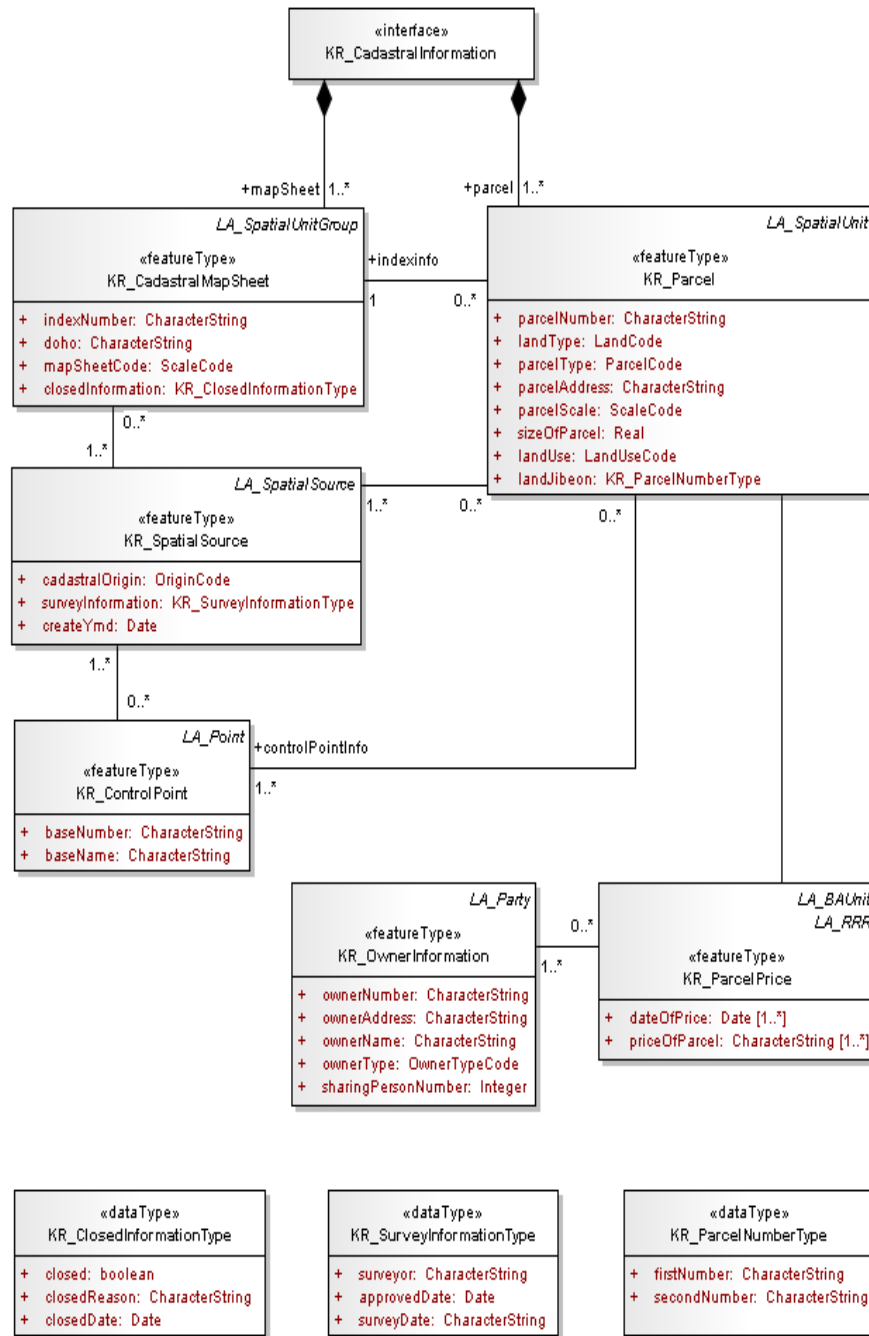 «interface»
KR_CadastralInformation
+mapSheet 1..*
+parcel 1..*
LA_SpatialUnitGroup
«featureType»
KR_CadastralMapSheet
+ indexNumber: CharacterString
+ doho: CharacterString
+ mapSheetCode: ScaleCode
+ closedInformation: KR_ClosedInformationType
+indexinfo
1
0..*
LA_SpatialUnit
«featureType»
KR_Parcel
+ parcelNumber: CharacterString
+ landType: LandCode
+ parcelType: ParcelCode
+ parcelAddress: CharacterString
+ parcelScale: ScaleCode
+ sizeOfParcel: Real
+ landUse: LandUseCode
+ landJibeon: KR_ParcelNumberType
0..*
1..*
LA_SpatialSource
«featureType»
KR_SpatialSource
+ cadastralOrigin: OriginCode
+ surveyInformation: KR_SurveyInformationType
+ createYmd: Date
1..*
0..*
0..*
1..*
0..*
LA_Point
«featureType»
KR_ControlPoint
+ baseNumber: CharacterString
+ baseName: CharacterString
+controlPointInfo
1..*
LA_Party
«featureType»
KR_OwnerInformation
+ ownerNumber: CharacterString
+ ownerAddress: CharacterString
+ ownerName: CharacterString
+ ownerType: OwnerTypeCode
+ sharingPersonNumber: Integer
0..*
1..*
LA_BAUnit
LA_RRR
«featureType»
KR_ParcelPrice
+ dateOfPrice: Date [1..*]
+ priceOfParcel: CharacterString [1..*]
«dataType»
KR_ClosedInformationType
+ closed: boolean
+ closedReason: CharacterString
+ closedDate: Date
«dataType»
KR_SurveyInformationType
+ surveyor: CharacterString
+ approvedDate: Date
+ surveyDate: CharacterString
«dataType»
KR_ParcelNumberType
+ firstNumber: CharacterString
+ secondNumber: CharacterString